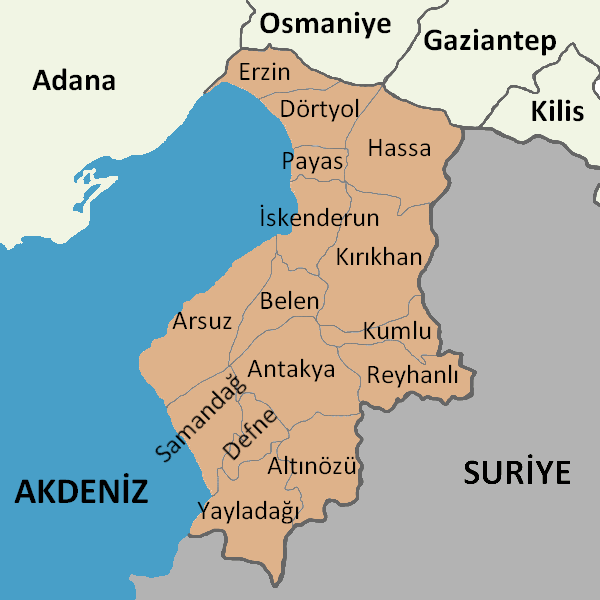 Osmaniye
Gaziantep
Adana
Erzin
Kilis
Dörtyol
Hassa
Payas
İskenderun
Kırıkhan
Belen
Arsuz
Kumlu
Antakya
Reyhanlı
Samandağ
Defne
Altınözü
SURİYE
AKDENİZ
Yayladağı